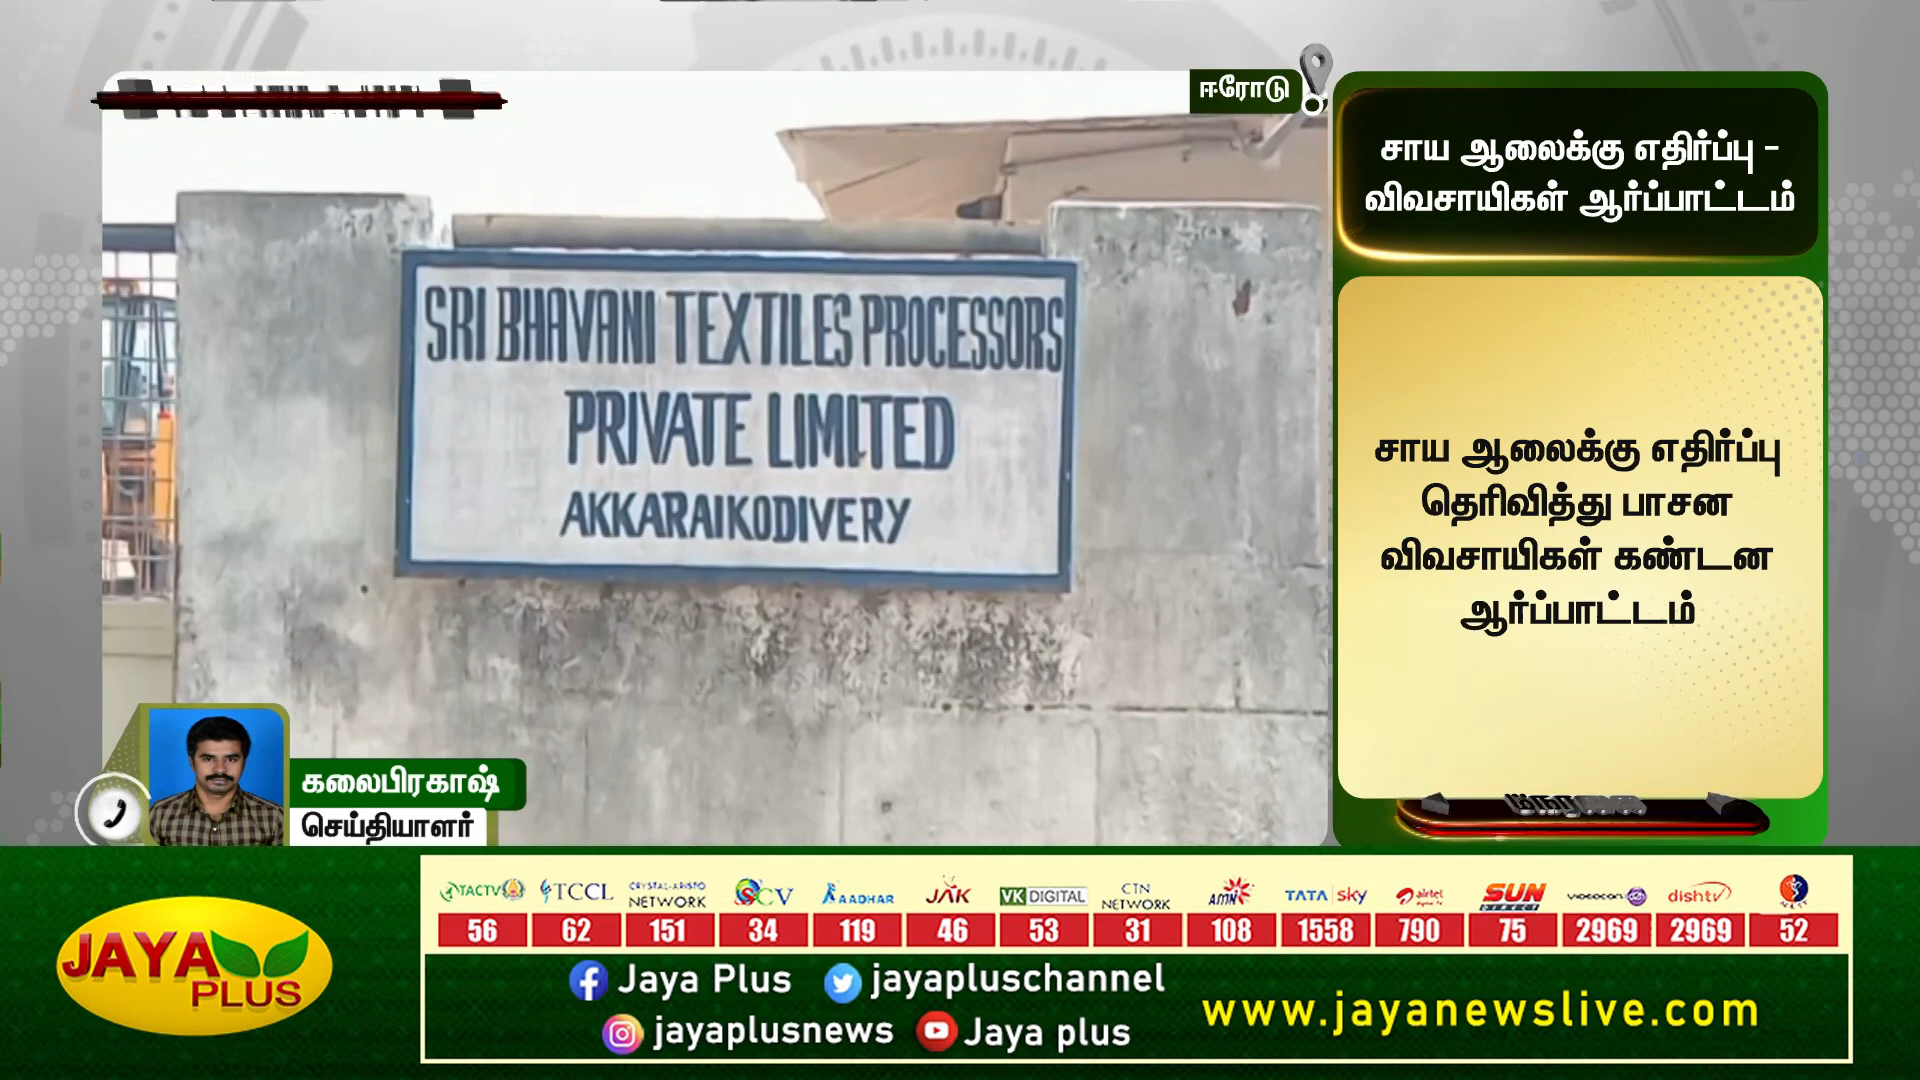 ஈரோடு
சாய ஆலைக்கு எதிர்ப்பு -
விவசாயிகள் ஆர்ப்பாட்டம்
SRI BHAVANI TEXTILES PROCESSORS
PRIVATE LIMITED
AKKARAIKODIVERY
சாய ஆலைக்கு எதிர்ப்பு
தெரிவித்து பாசன
விவசாயிகள் கண்டன
ஆர்ப்பாட்டம்
கலைபிரகாஷ்
செய்தியாளர்
JAYA
PLUS
TACTV TCCL CRYSTAL-ARISTO NETWORK SCV AADHAR JAK VK DIGITAL CTN NETWORK AMN TATA sky airtel SUN DIRECT VIDEOCON dishtv
56 62 151 34 119 46 53 31 108 1558 790 75 2969 2969 52
Jaya Plus jayapluschannel
jayaplusnews Jaya plus
www.jayanewslive.com